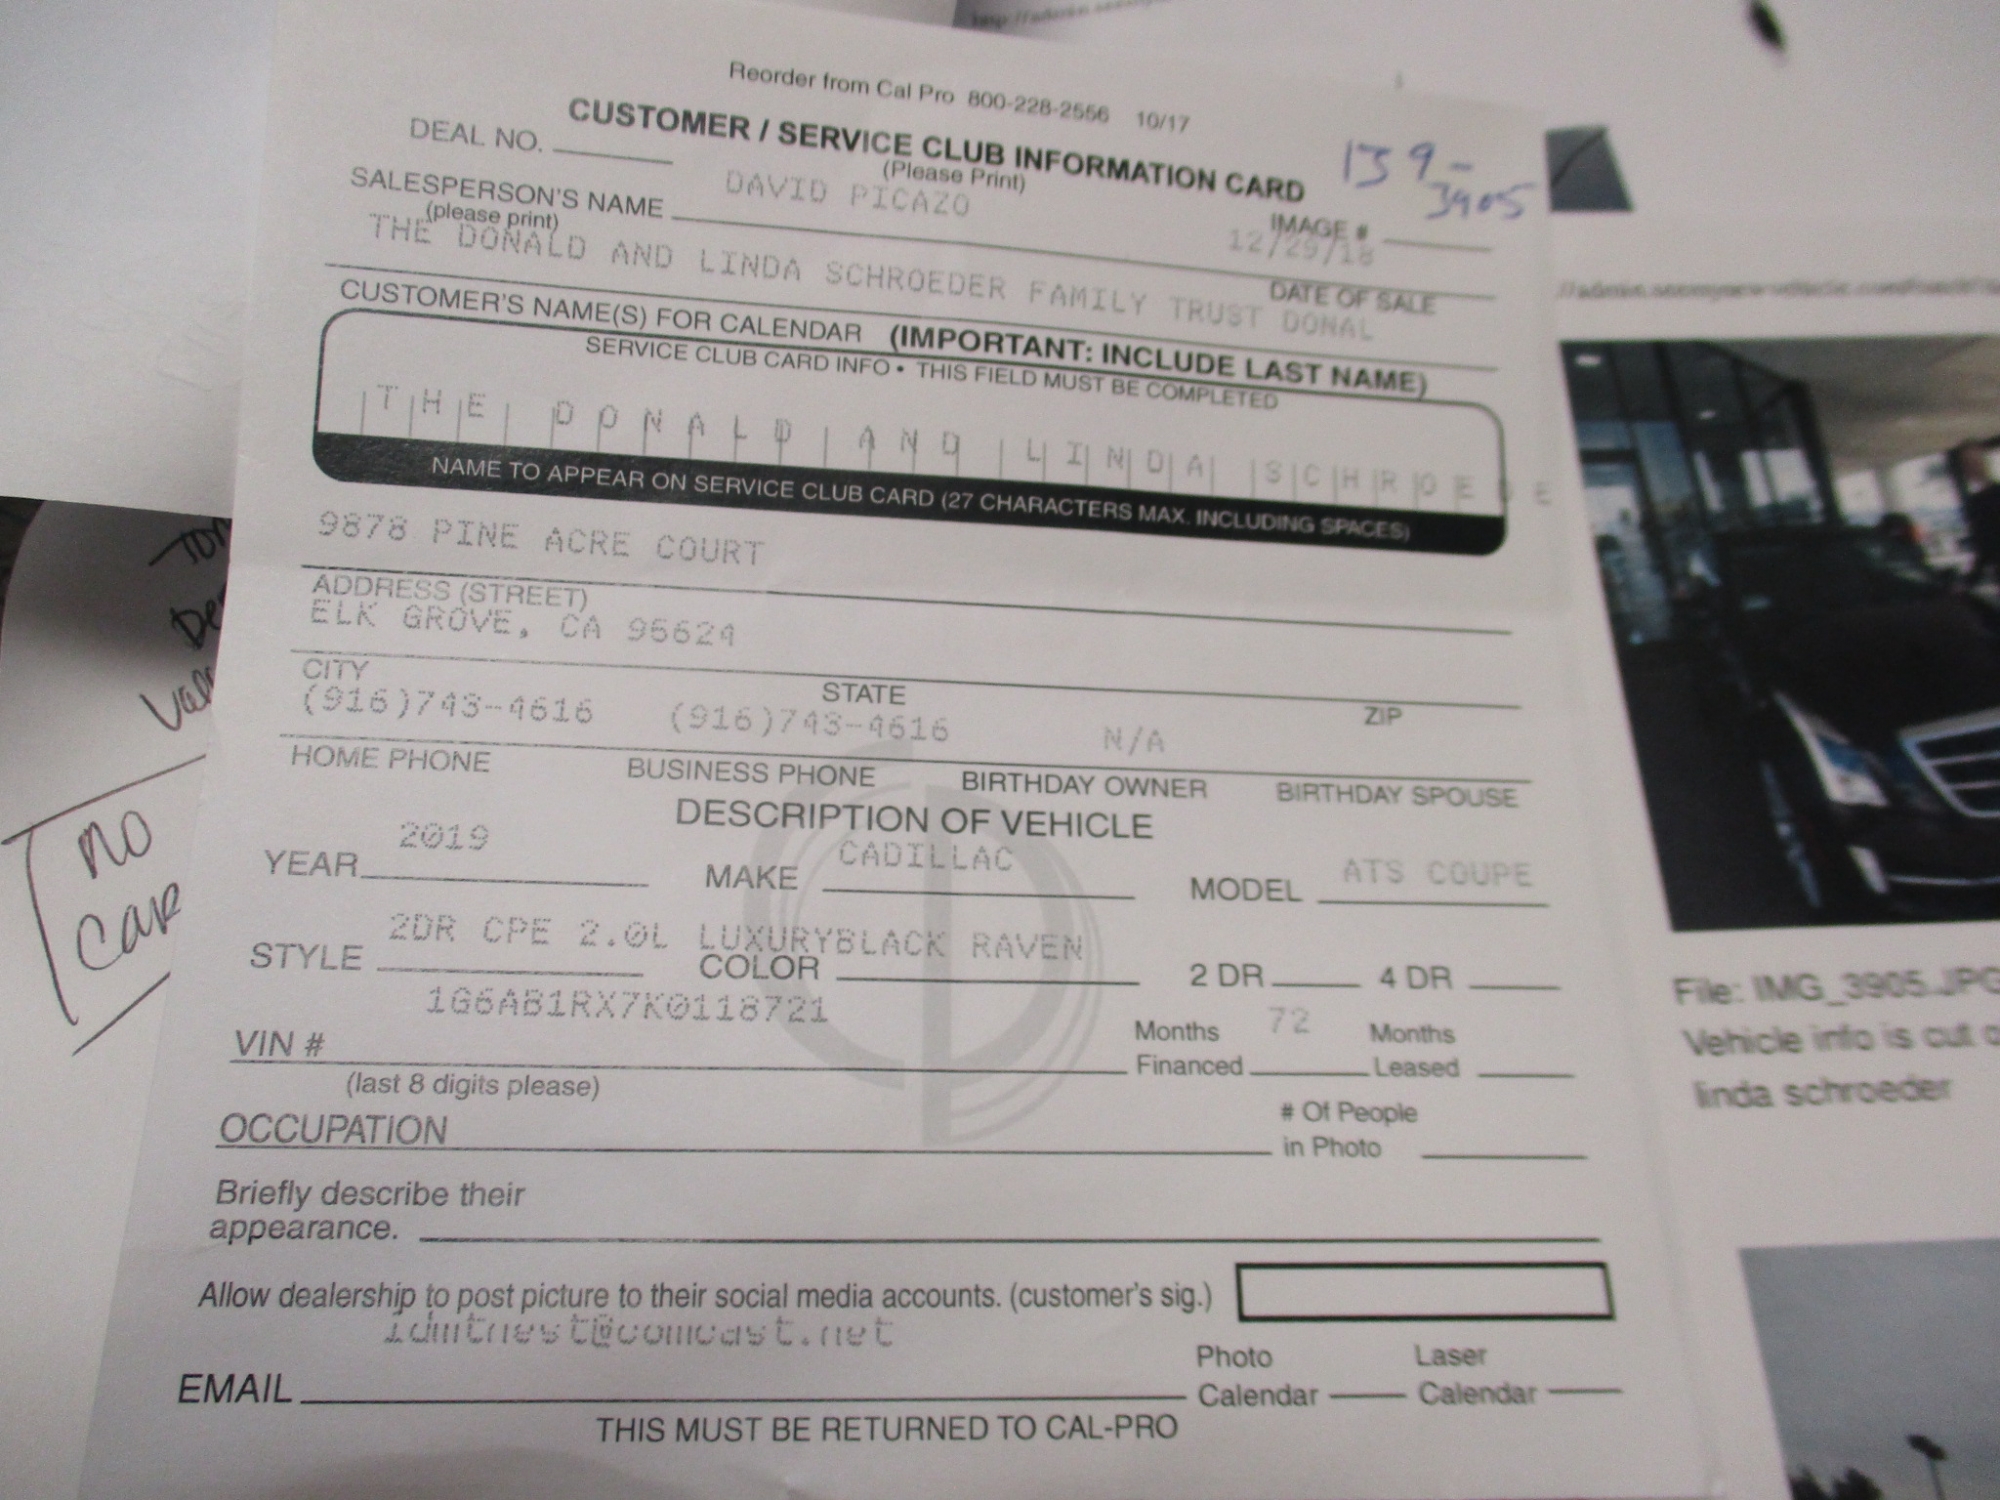 Reorder from Cal Pro 800-228-2556 10/17
CUSTOMER / SERVICE CLUB INFORMATION CARD
(Please Print)
139-
3905
DEAL NO.
SALESPERSON'S NAME DAVID PICAZO
(please print)
IMAGE #
12/29/18
DATE OF SALE
THE DONALD AND LINDA SCHROEDER FAMILY TRUST DONAL
CUSTOMER'S NAME(S) FOR CALENDAR (IMPORTANT: INCLUDE LAST NAME)
SERVICE CLUB CARD INFO • THIS FIELD MUST BE COMPLETED
THE DONALD AND LINDA SCHROEDE
NAME TO APPEAR ON SERVICE CLUB CARD (27 CHARACTERS MAX. INCLUDING SPACES)
9878 PINE ACRE COURT
ADDRESS (STREET)
ELK GROVE, CA 95624
CITY STATE ZIP
(916)743-4616 (916)743-4616 N/A
HOME PHONE BUSINESS PHONE BIRTHDAY OWNER BIRTHDAY SPOUSE
DESCRIPTION OF VEHICLE
YEAR 2019 MAKE CADILLAC MODEL ATS COUPE
STYLE 2DR CPE 2.0L LUXURYBLACK RAVEN
COLOR 2 DR 4 DR
VIN # 1G6AB1RX7K0118721
(last 8 digits please)
Months Financed 72 Months Leased
OCCUPATION
# Of People in Photo
Briefly describe their
appearance.
Allow dealership to post picture to their social media accounts. (customer's sig.)
EMAIL
Photo Calendar Laser Calendar
THIS MUST BE RETURNED TO CAL-PRO
NO
CAR
File: IMG_3905.JPG
Vehicle info is cut
linda schroeder